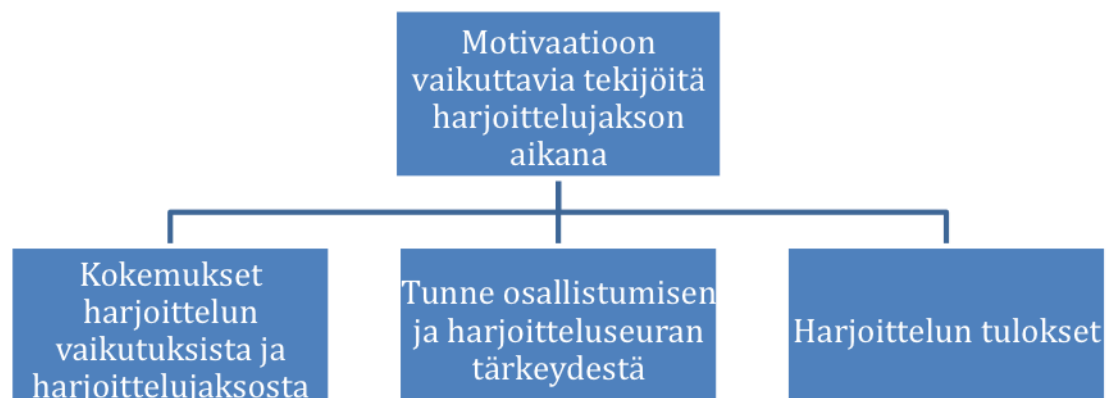 Motivaatioon
vaikuttavia tekijöitä
harjoittelujakson
aikana
Kokemukset
harjoittelun
vaikutuksista ja
harjoittelujaksosta
Tunne osallistumisen
ja harjoitteluseuran
tärkeydestä
Harjoittelun tulokset